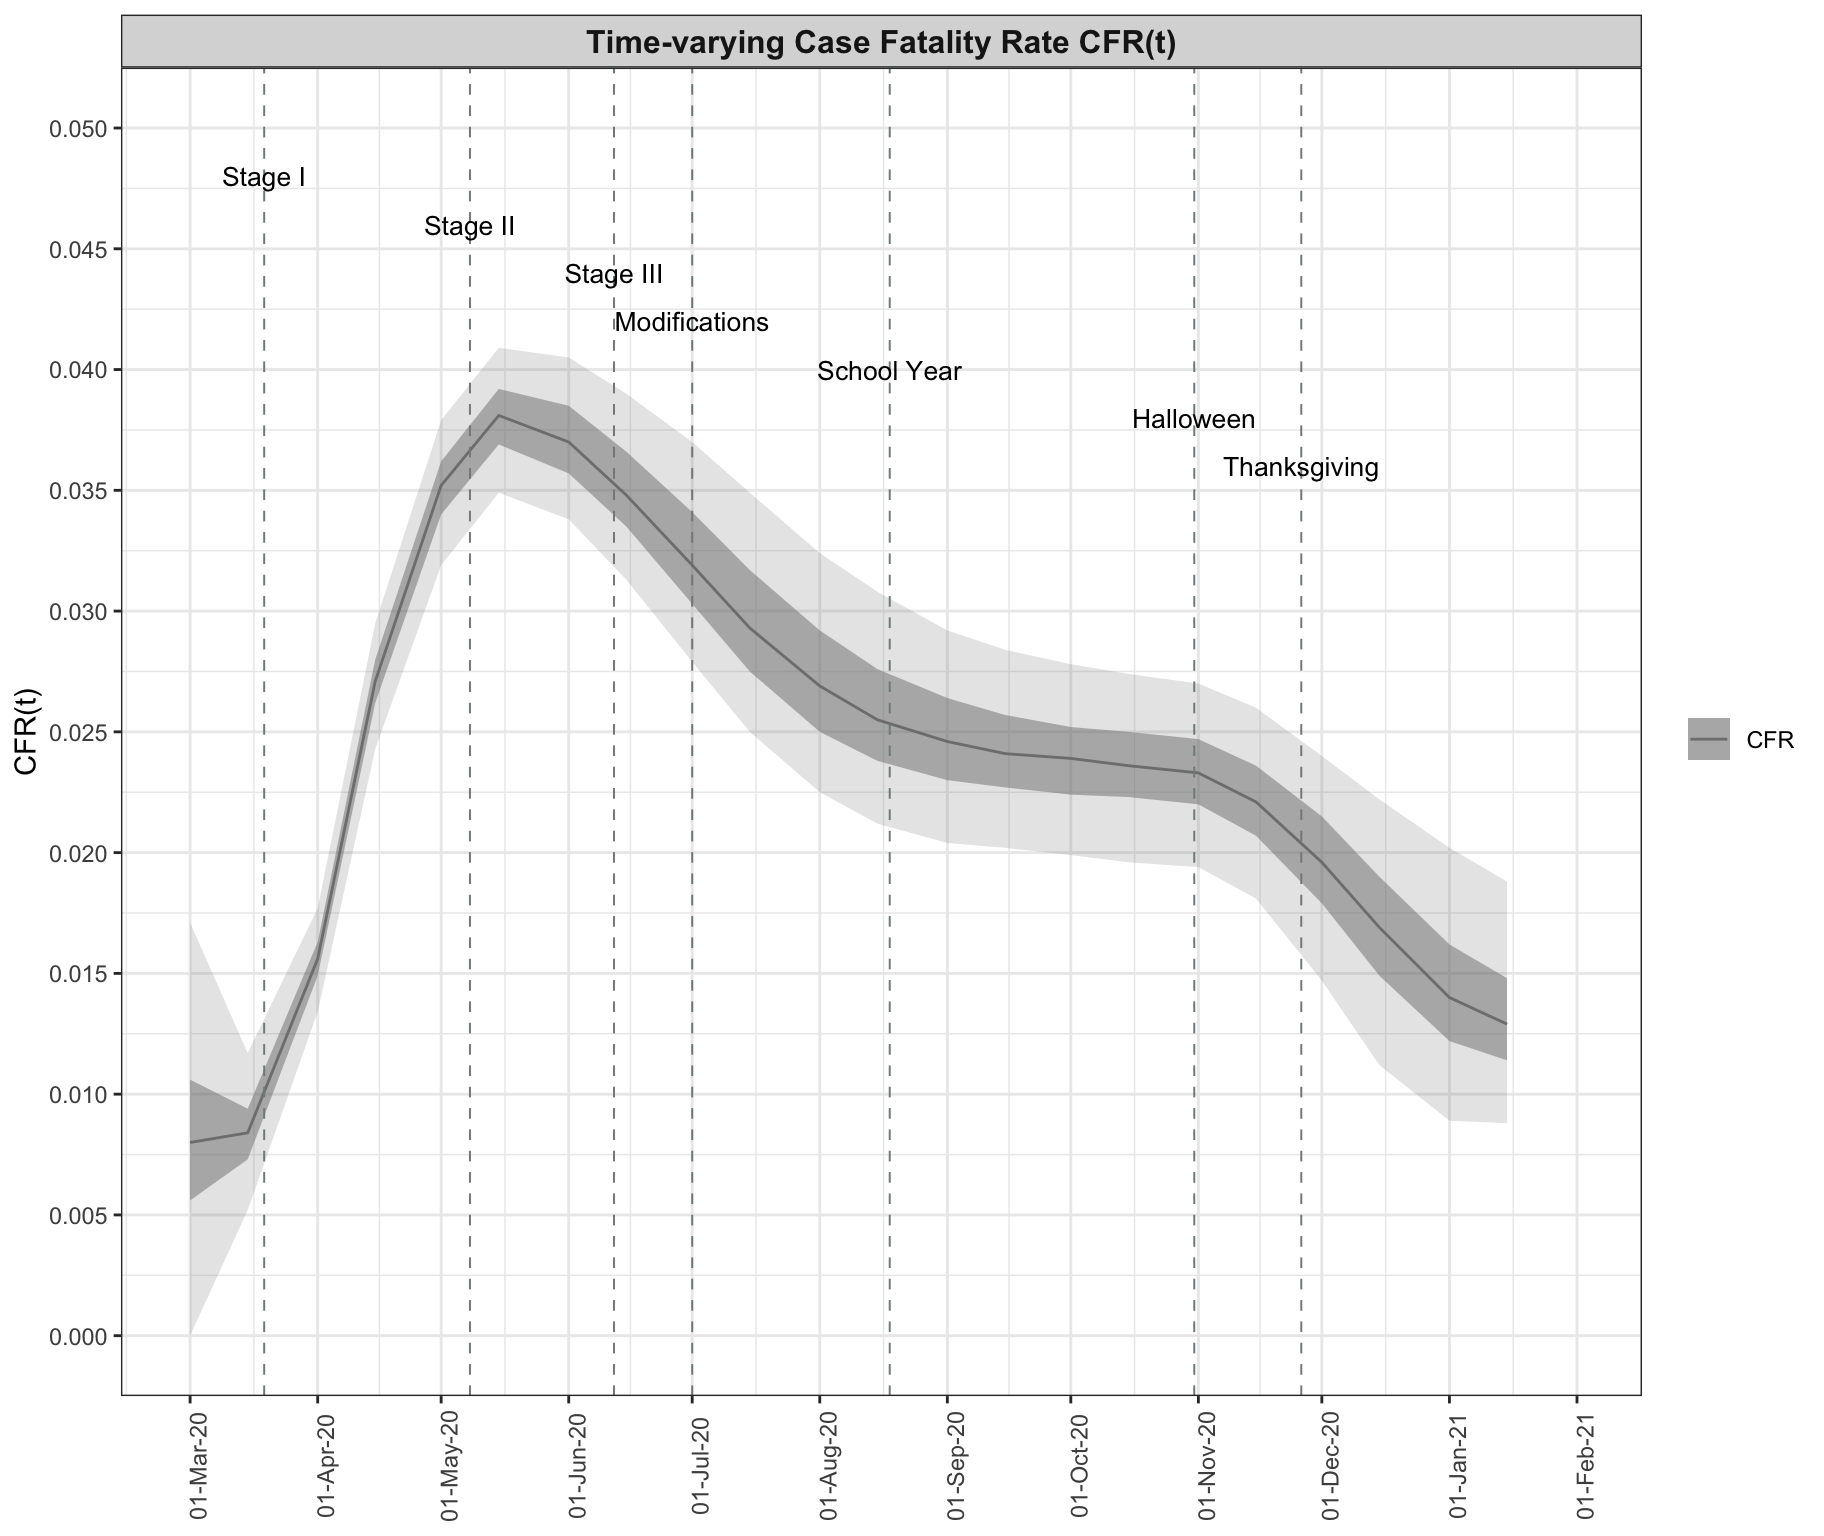 Time-varying Case Fatality Rate CFR(t)
0.050
Stage I
Stage II
0.045
Stage III
Modifications
0.040
School Year
Halloween
Thanksgiving
0.035
0.030
0.025
CFR(t)
CFR
0.020
0.015
0.010
0.005
0.000
01-Mar-20
01-Apr-20
01-May-20
01-Jun-20
01-Jul-20
01-Aug-20
01-Sep-20
01-Oct-20
01-Nov-20
01-Dec-20
01-Jan-21
01-Feb-21